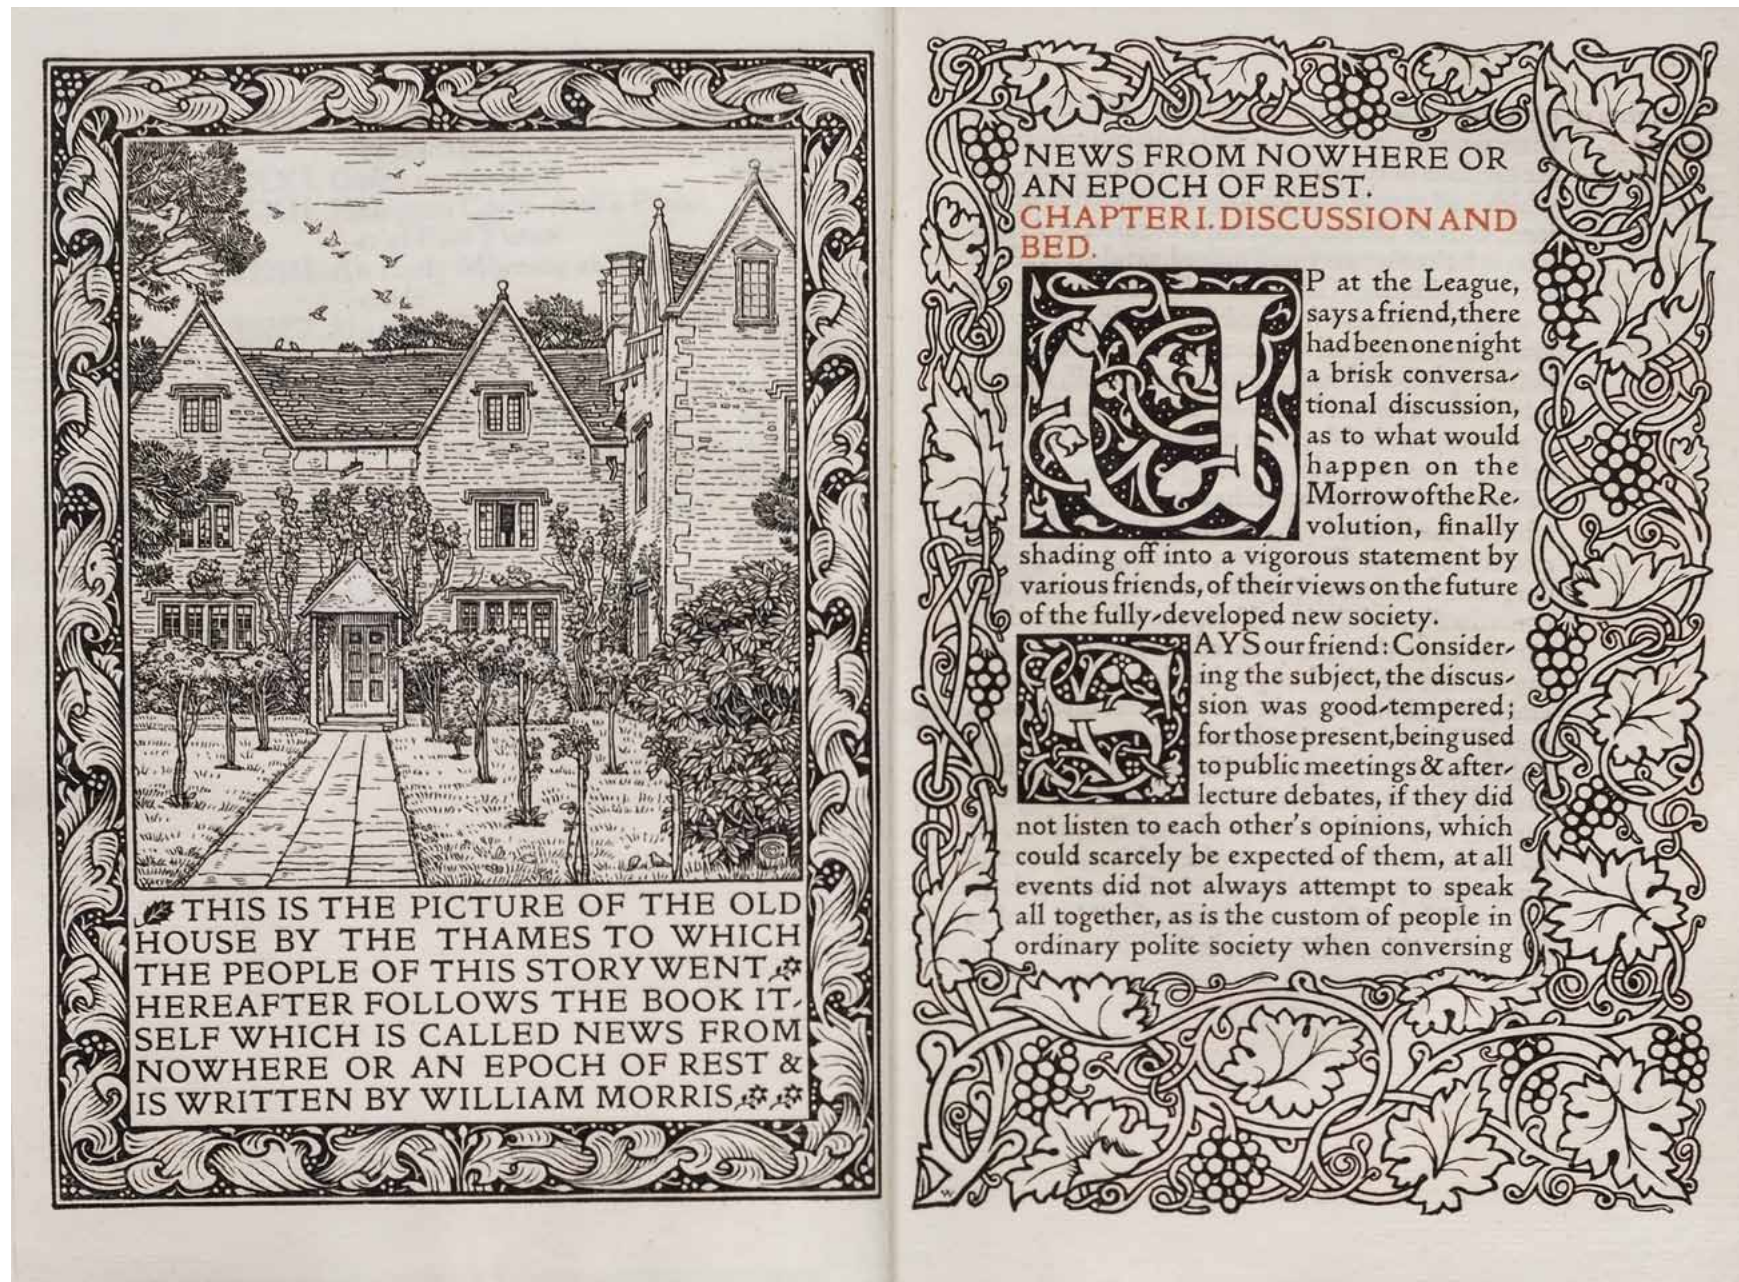 THIS IS THE PICTURE OF THE OLD
HOUSE BY THE THAMES TO WHICH
THE PEOPLE OF THIS STORY WENT
HEREAFTER FOLLOWS THE BOOK IT-
SELF WHICH IS CALLED NEWS FROM
NOWHERE OR AN EPOCH OF REST &
IS WRITTEN BY WILLIAM MORRIS
NEWS FROM NOWHERE OR
AN EPOCH OF REST.
CHAPTER I. DISCUSSION AND
BED.
UP at the League,
says a friend, there
had been one night
a brisk conversa-
tional discussion,
as to what would
happen on the
Morrow of the Re-
volution, finally
shading off into a vigorous statement by
various friends, of their views on the future
of the fully-developed new society.
SAYS our friend: Consider-
ing the subject, the discus-
sion was good-tempered;
for those present, being used
to public meetings & after-
lecture debates, if they did
not listen to each other's opinions, which
could scarcely be expected of them, at all
events did not always attempt to speak
all together, as is the custom of people in
ordinary polite society when conversing